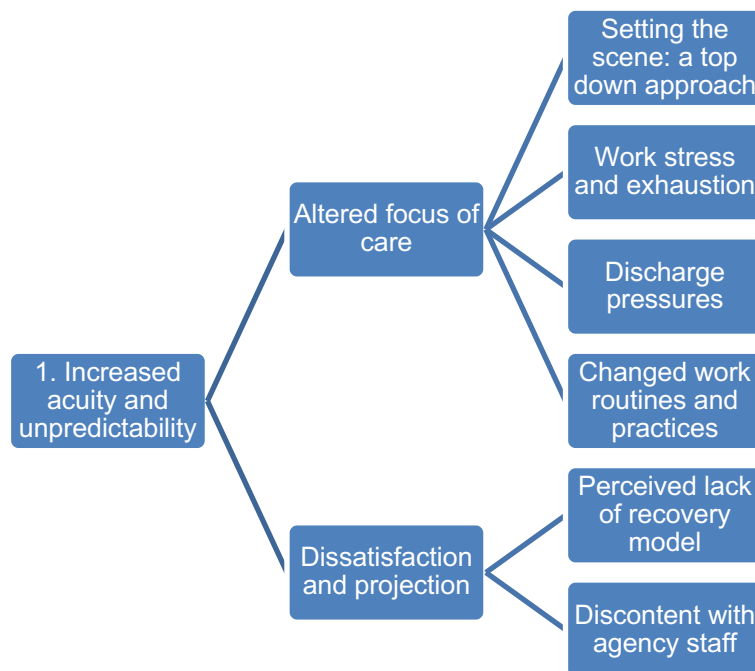 Setting the
scene: a top
down approach
Work stress
and exhaustion
Altered focus of
care
Discharge
pressures
1. Increased
acuity and
unpredictability
Changed work
routines and
practices
Perceived lack
of recovery
model
Dissatisfaction
and projection
Discontent with
agency staff